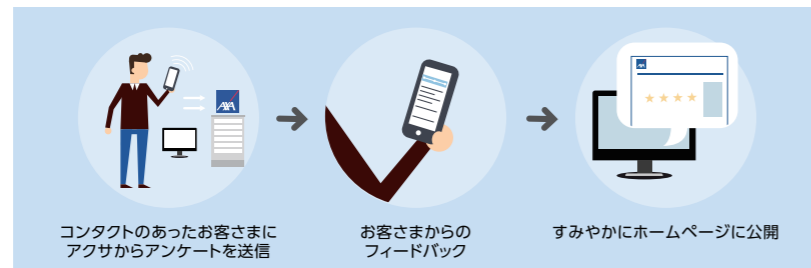 AXA
AXA
コンタクトのあったお客さまに
アクサからアンケートを送信
お客さまからの
フィードバック
すみやかにホームページに公開